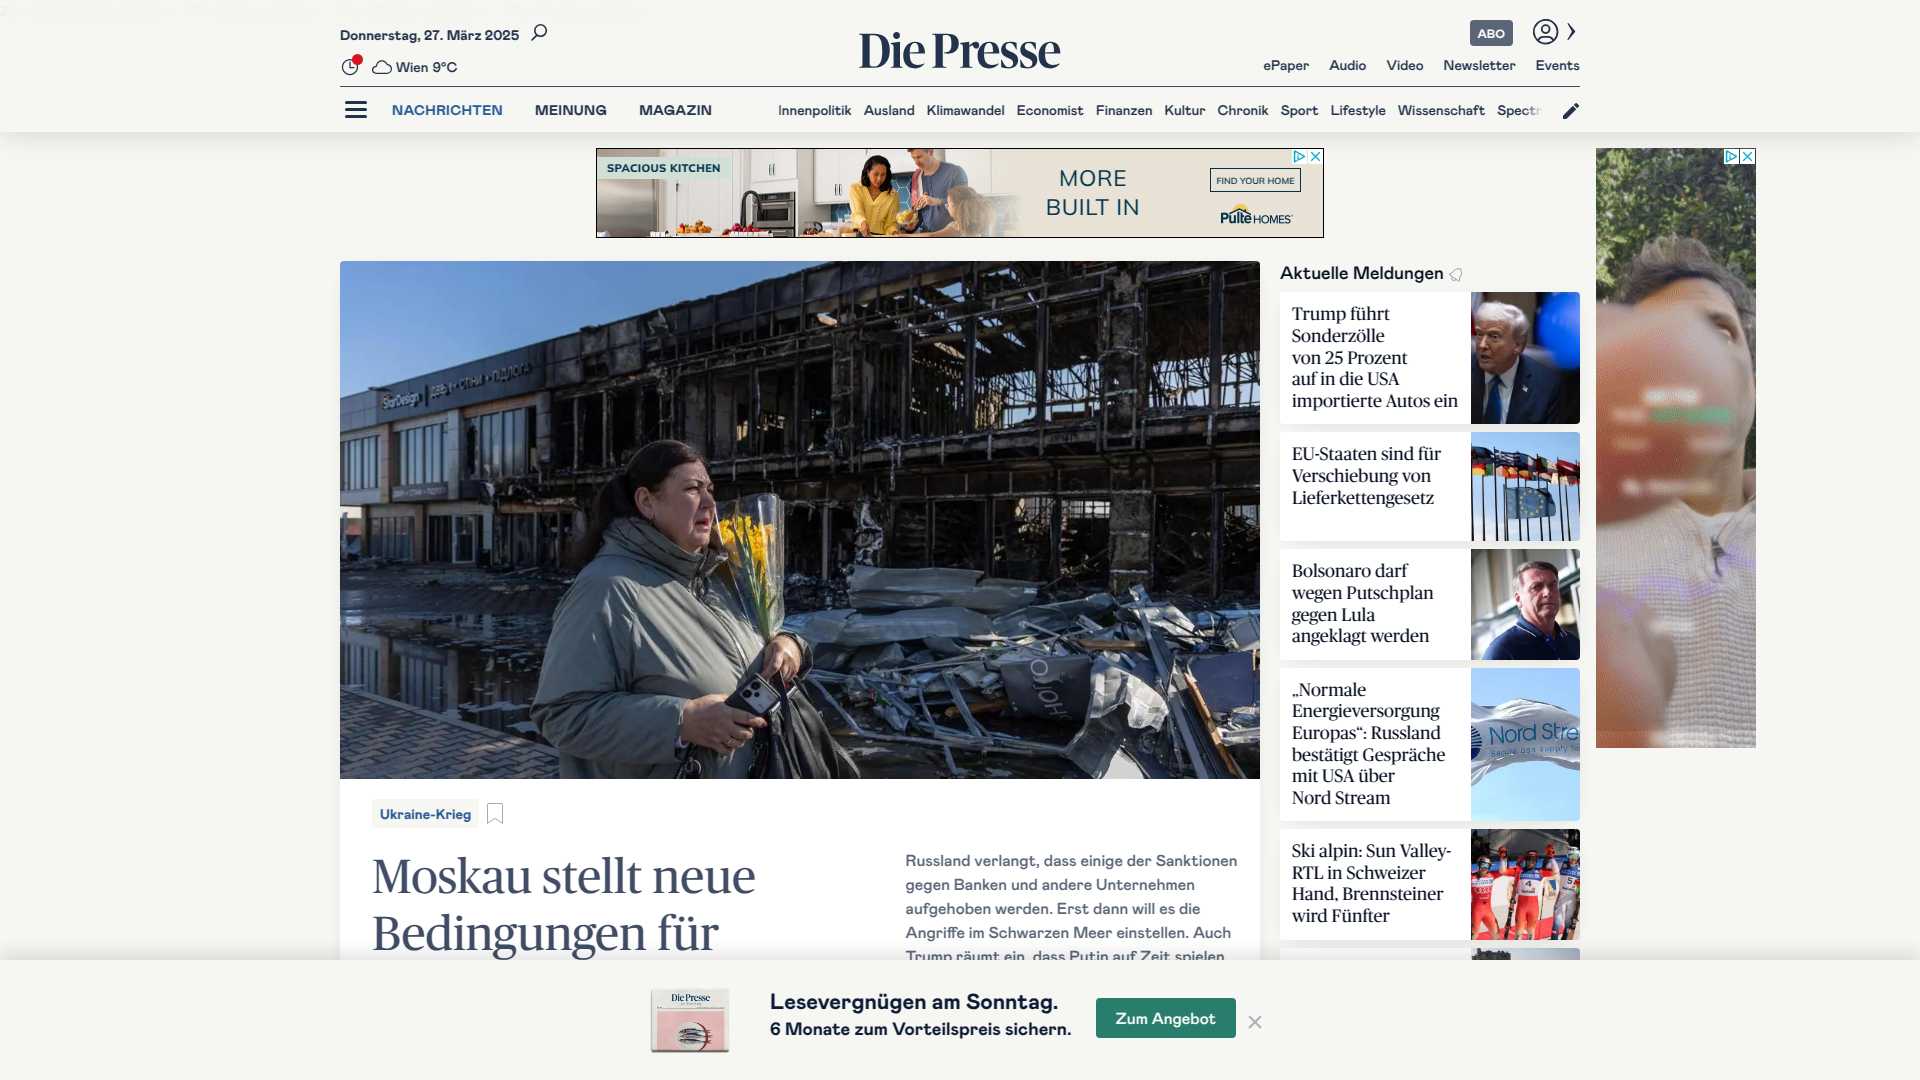 Donnerstag, 27. März 2025
Wien 9°C
Die Presse
ABO
ePaper Audio Video Newsletter Events
NACHRICHTEN MEINUNG MAGAZIN
Innenpolitik Ausland Klimawandel Economist Finanzen Kultur Chronik Sport Lifestyle Wissenschaft
SPACIOUS KITCHEN
MORE
BUILT IN
FIND YOUR HOME
Pulte HOMES
StarDesign
Ukraine-Krieg
Moskau stellt neue
Bedingungen für
Russland verlangt, dass einige der Sanktionen
gegen Banken und andere Unternehmen
aufgehoben werden. Erst dann will es die
Angriffe im Schwarzen Meer einstellen. Auch
Trump räumt ein, dass Putin auf Zeit spielen
Aktuelle Meldungen
Trump führt
Sonderzölle
von 25 Prozent
auf in die USA
importierte Autos ein
EU-Staaten sind für
Verschiebung von
Lieferkettengesetz
Bolsonaro darf
wegen Putschplan
gegen Lula
angeklagt werden
„Normale
Energieversorgung
Europas“: Russland
bestätigt Gespräche
mit USA über
Nord Stream
Nord Stre
Ski alpin: Sun Valley-
RTL in Schweizer
Hand, Brennsteiner
wird Fünfter
Die Presse
Lesevergnügen am Sonntag.
6 Monate zum Vorteilspreis sichern.
Zum Angebot